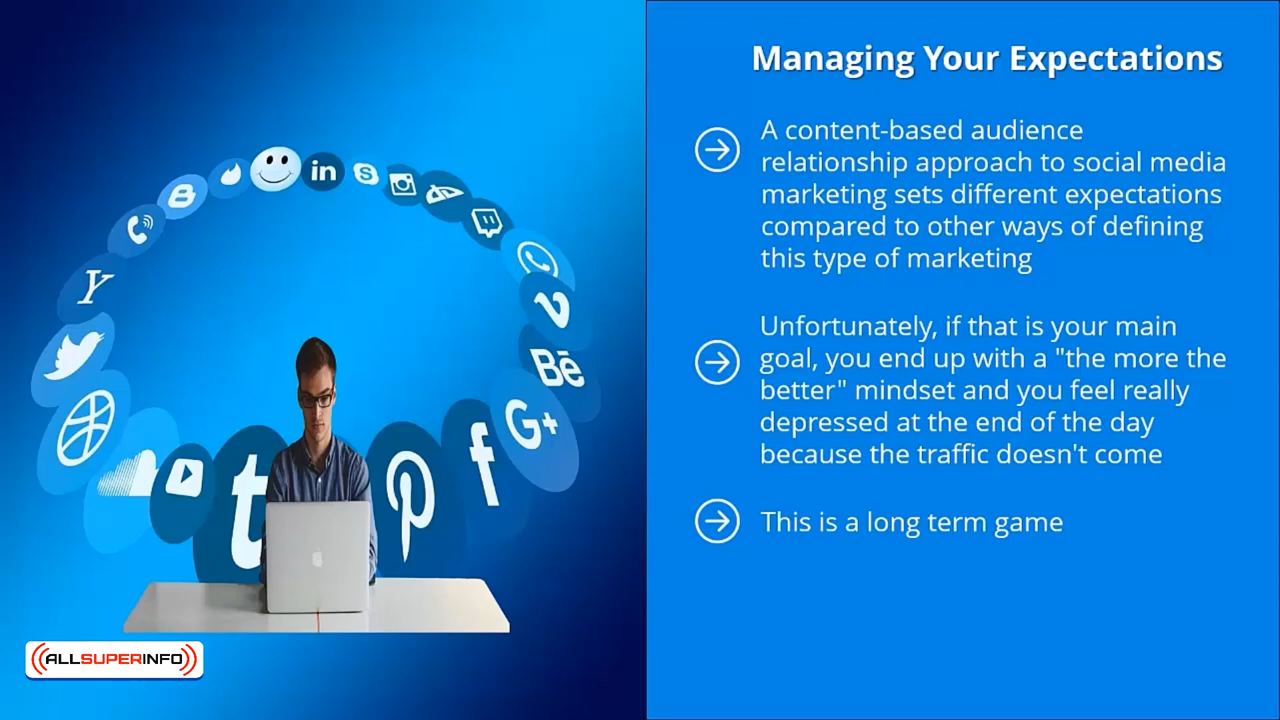 Managing Your Expectations
A content-based audience
relationship approach to social media
marketing sets different expectations
compared to other ways of defining
this type of marketing
Unfortunately, if that is your main
goal, you end up with a "the more the
better" mindset and you feel really
depressed at the end of the day
because the traffic doesn't come
This is a long term game
in
S
B
Y
V
Bē
G+
f
t
ALLSUPERINFO